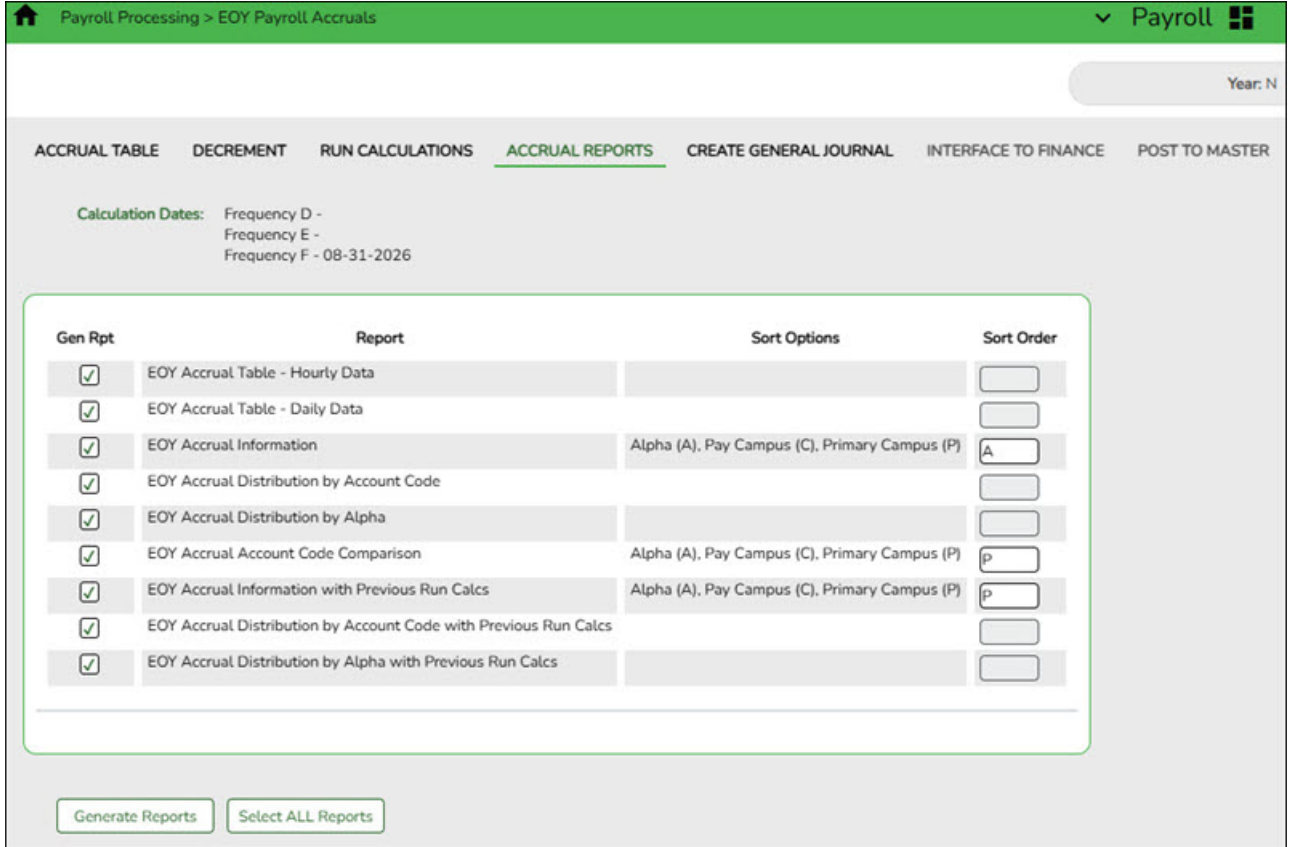 Payroll Processing > EOY Payroll Accruals Payroll
Year: N
ACCRUAL TABLE DECREMENT RUN CALCULATIONS ACCRUAL REPORTS CREATE GENERAL JOURNAL INTERFACE TO FINANCE POST TO MASTER
Calculation Dates: Frequency D -
Frequency E -
Frequency F - 08-31-2026
Gen Rpt Report Sort Options Sort Order
EOY Accrual Table - Hourly Data
EOY Accrual Table - Daily Data
EOY Accrual Information Alpha (A), Pay Campus (C), Primary Campus (P) A
EOY Accrual Distribution by Account Code
EOY Accrual Distribution by Alpha
EOY Accrual Account Code Comparison Alpha (A), Pay Campus (C), Primary Campus (P) P
EOY Accrual Information with Previous Run Calcs Alpha (A), Pay Campus (C), Primary Campus (P) P
EOY Accrual Distribution by Account Code with Previous Run Calcs
EOY Accrual Distribution by Alpha with Previous Run Calcs
Generate Reports Select ALL Reports